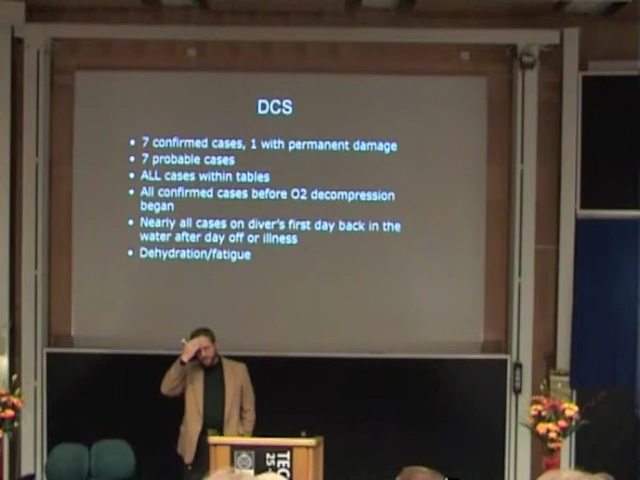 DCS
• 7 confirmed cases, 1 with permanent damage
• 7 probable cases
• ALL cases within tables
• All confirmed cases before O2 decompression
began
• Nearly all cases on diver's first day back in the
water after day off or illness
• Dehydration/fatigue
TEC
25